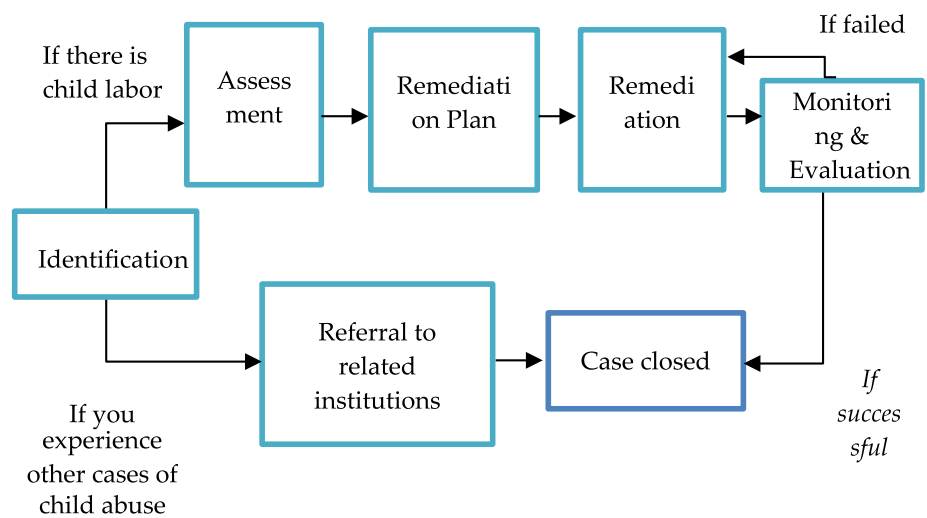 If there is
child labor
Assess
ment
Remediati
on Plan
Remedi
ation
If failed
Monitori
ng &
Evaluation
Identification
Referral to
related
institutions
Case closed
If
succes
sful
If you
experience
other cases of
child abuse